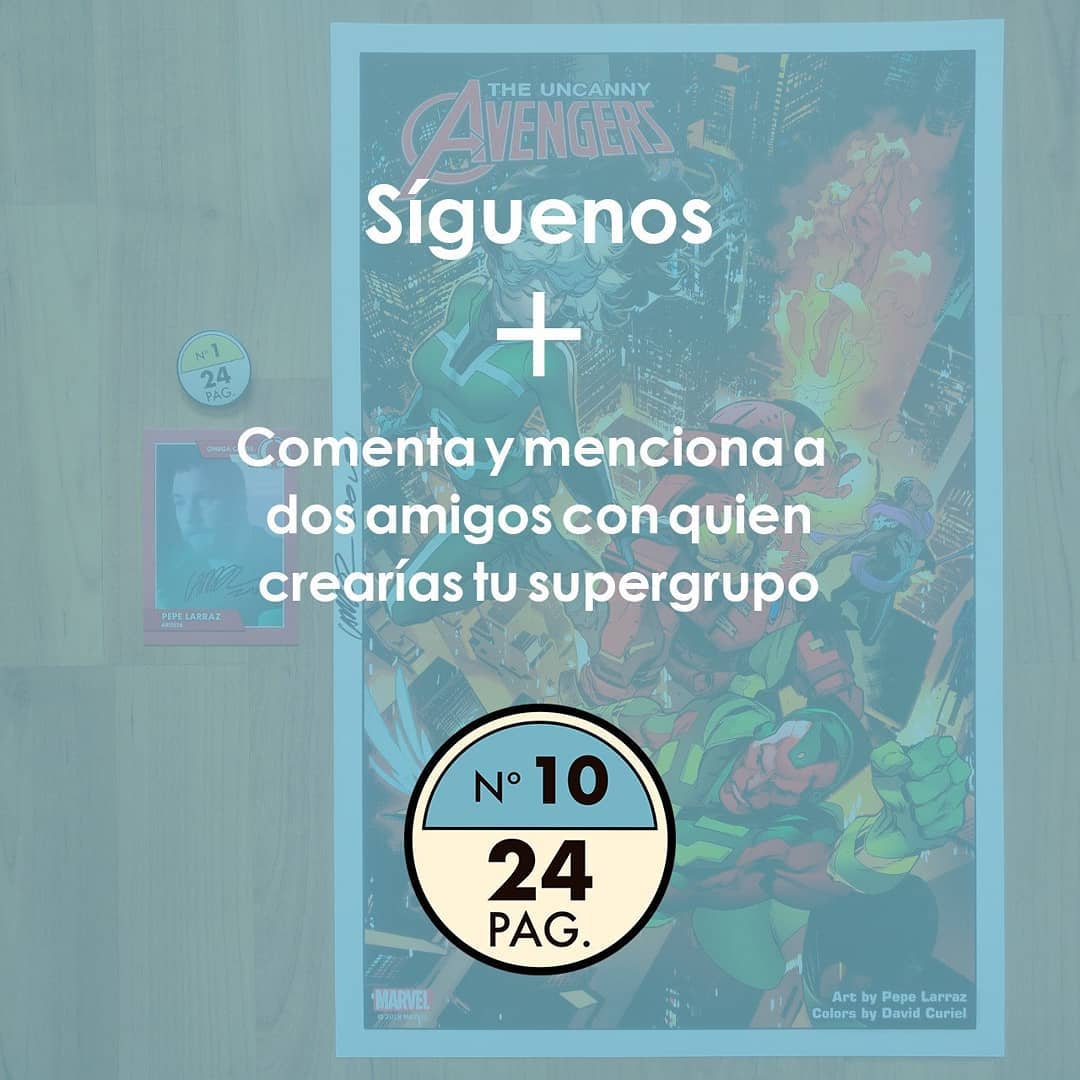 THE UNCANNY
AVENGERS
Síguenos
+
Comenta y menciona a
dos amigos con quien
crearías tu supergrupo
Nº 1
24
PÁG.
PEPE LARRAZ
Nº 10
24
PAG.
MARVEL
Art by Pepe Larraz
Colors by David Curiel